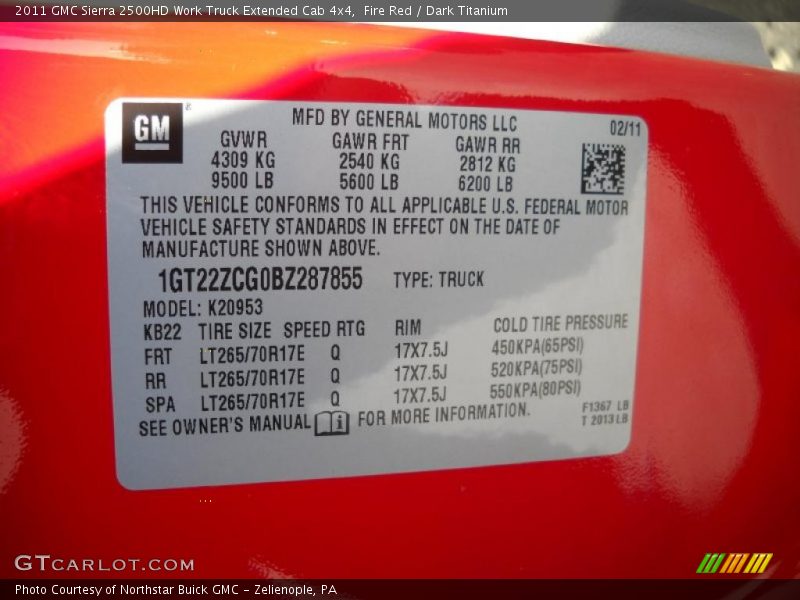 2011 GMC Sierra 2500HD Work Truck Extended Cab 4x4, Fire Red / Dark Titanium
GM ®
MFD BY GENERAL MOTORS LLC
02/11
GVWR GAWR FRT GAWR RR
4309 KG 2540 KG 2812 KG
9500 LB 5600 LB 6200 LB
THIS VEHICLE CONFORMS TO ALL APPLICABLE U.S. FEDERAL MOTOR
VEHICLE SAFETY STANDARDS IN EFFECT ON THE DATE OF
MANUFACTURE SHOWN ABOVE.
1GT22ZCG0BZ287855 TYPE: TRUCK
MODEL: K20953
KB22 TIRE SIZE SPEED RTG RIM COLD TIRE PRESSURE
FRT LT265/70R17E Q 17X7.5J 450KPA(65PSI)
RR LT265/70R17E Q 17X7.5J 520KPA(75PSI)
SPA LT265/70R17E Q 17X7.5J 550KPA(80PSI)
SEE OWNER'S MANUAL i FOR MORE INFORMATION.
F1367 LB
T 2013 LB
GTCARLOT.COM
Photo Courtesy of Northstar Buick GMC - Zelienople, PA